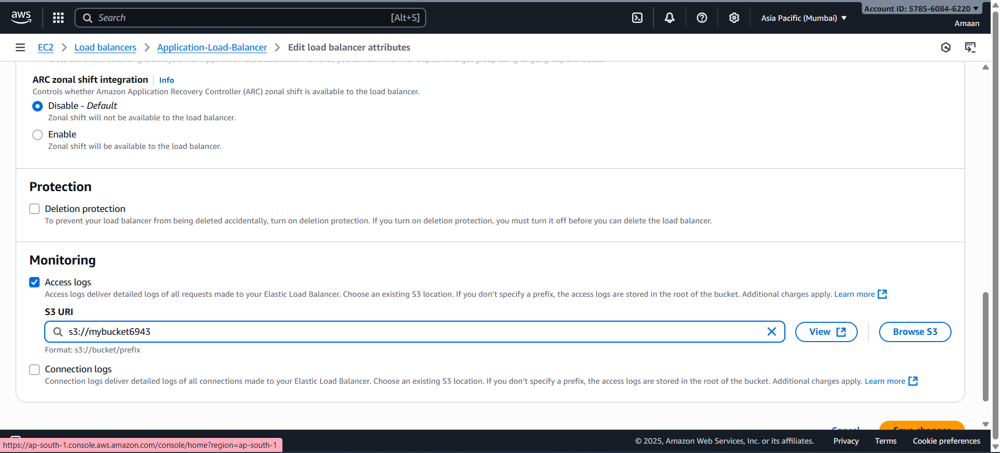 aws
Search
[Alt+S]
Asia Pacific (Mumbai)
Account ID: 5785-6084-6220
Amaan
EC2
Load balancers
Application-Load-Balancer
Edit load balancer attributes
ARC zonal shift integration
Info
Controls whether Amazon Application Recovery Controller (ARC) zonal shift is available to the load balancer.
Disable - Default
Zonal shift will not be available to the load balancer.
Enable
Zonal shift will be available to the load balancer.
Protection
Deletion protection
To prevent your load balancer from being deleted accidentally, turn on deletion protection. If you turn on deletion protection, you must turn it off before you can delete the load balancer.
Monitoring
Access logs
Access logs deliver detailed logs of all requests made to your Elastic Load Balancer. Choose an existing S3 location. If you don’t specify a prefix, the access logs are stored in the root of the bucket. Additional charges apply. Learn more
S3 URI
s3://mybucket6943
View
Browse S3
Format: s3://bucket/prefix
Connection logs
Connection logs deliver detailed logs of all connections made to your Elastic Load Balancer. Choose an existing S3 location. If you don’t specify a prefix, the access logs are stored in the root of the bucket. Additional charges apply. Learn more
Cancel
Save changes
https://ap-south-1.console.aws.amazon.com/console/home?region=ap-south-1
© 2025, Amazon Web Services, Inc. or its affiliates.
Privacy
Terms
Cookie preferences